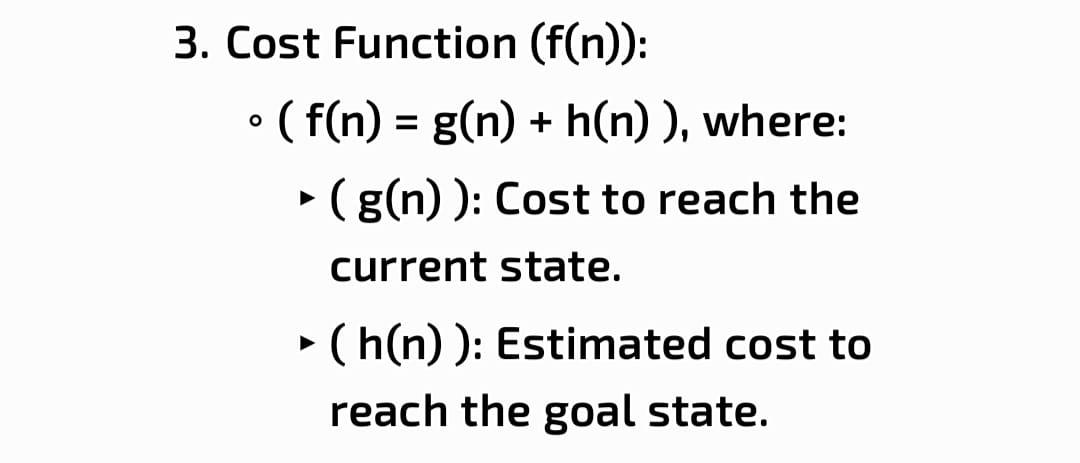 3. Cost Function (f(n)):
∘ ( f(n) = g(n) + h(n) ), where:
▸ ( g(n) ): Cost to reach the
current state.
▸ ( h(n) ): Estimated cost to
reach the goal state.